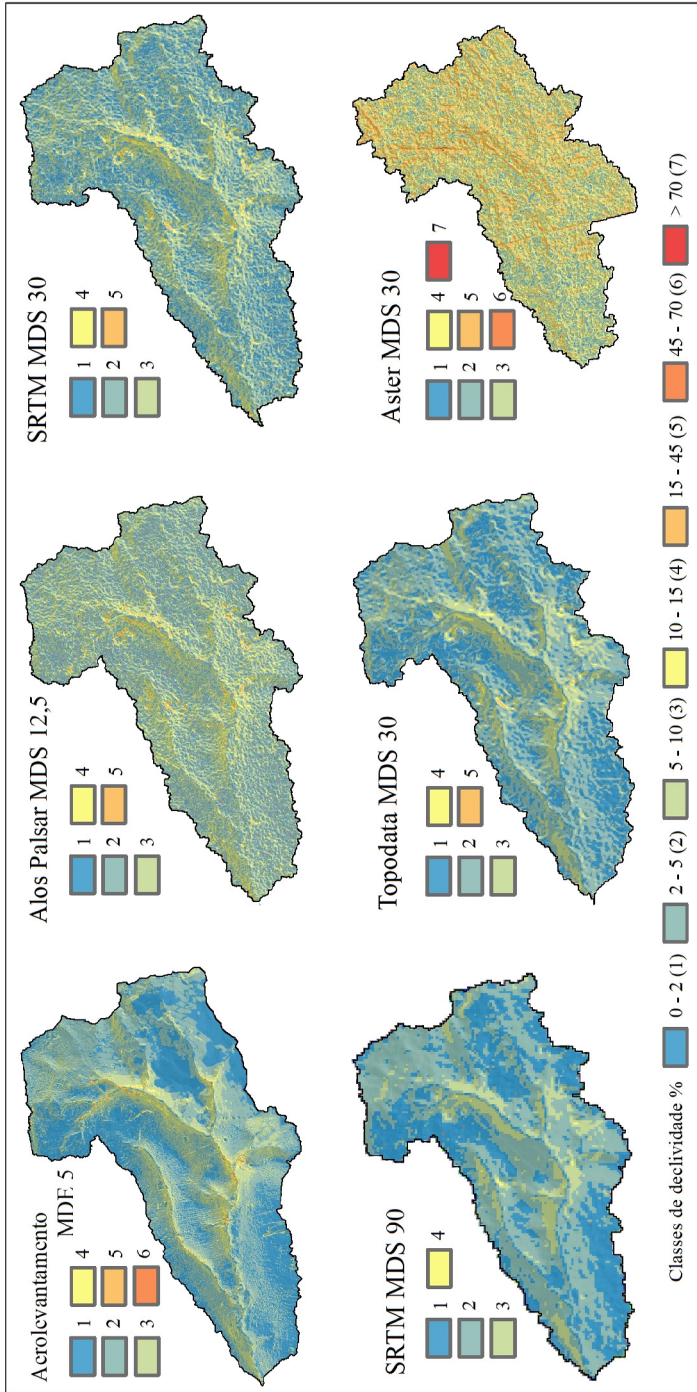 Aerolevantamento
MDE 5
1 4
2 5
3 6
Alos Palsar MDS 12,5
1 4
2 5
3
SRTM MDS 30
1 4
2 5
3
SRTM MDS 90
1 4
2
3
Topodata MDS 30
1 4
2 5
3
Aster MDS 30
1 4 7
2 5
3 6
Classes de declividade % 0 - 2 (1) 2 - 5 (2) 5 - 10 (3) 10 - 15 (4) 15 - 45 (5) 45 - 70 (6) > 70 (7)